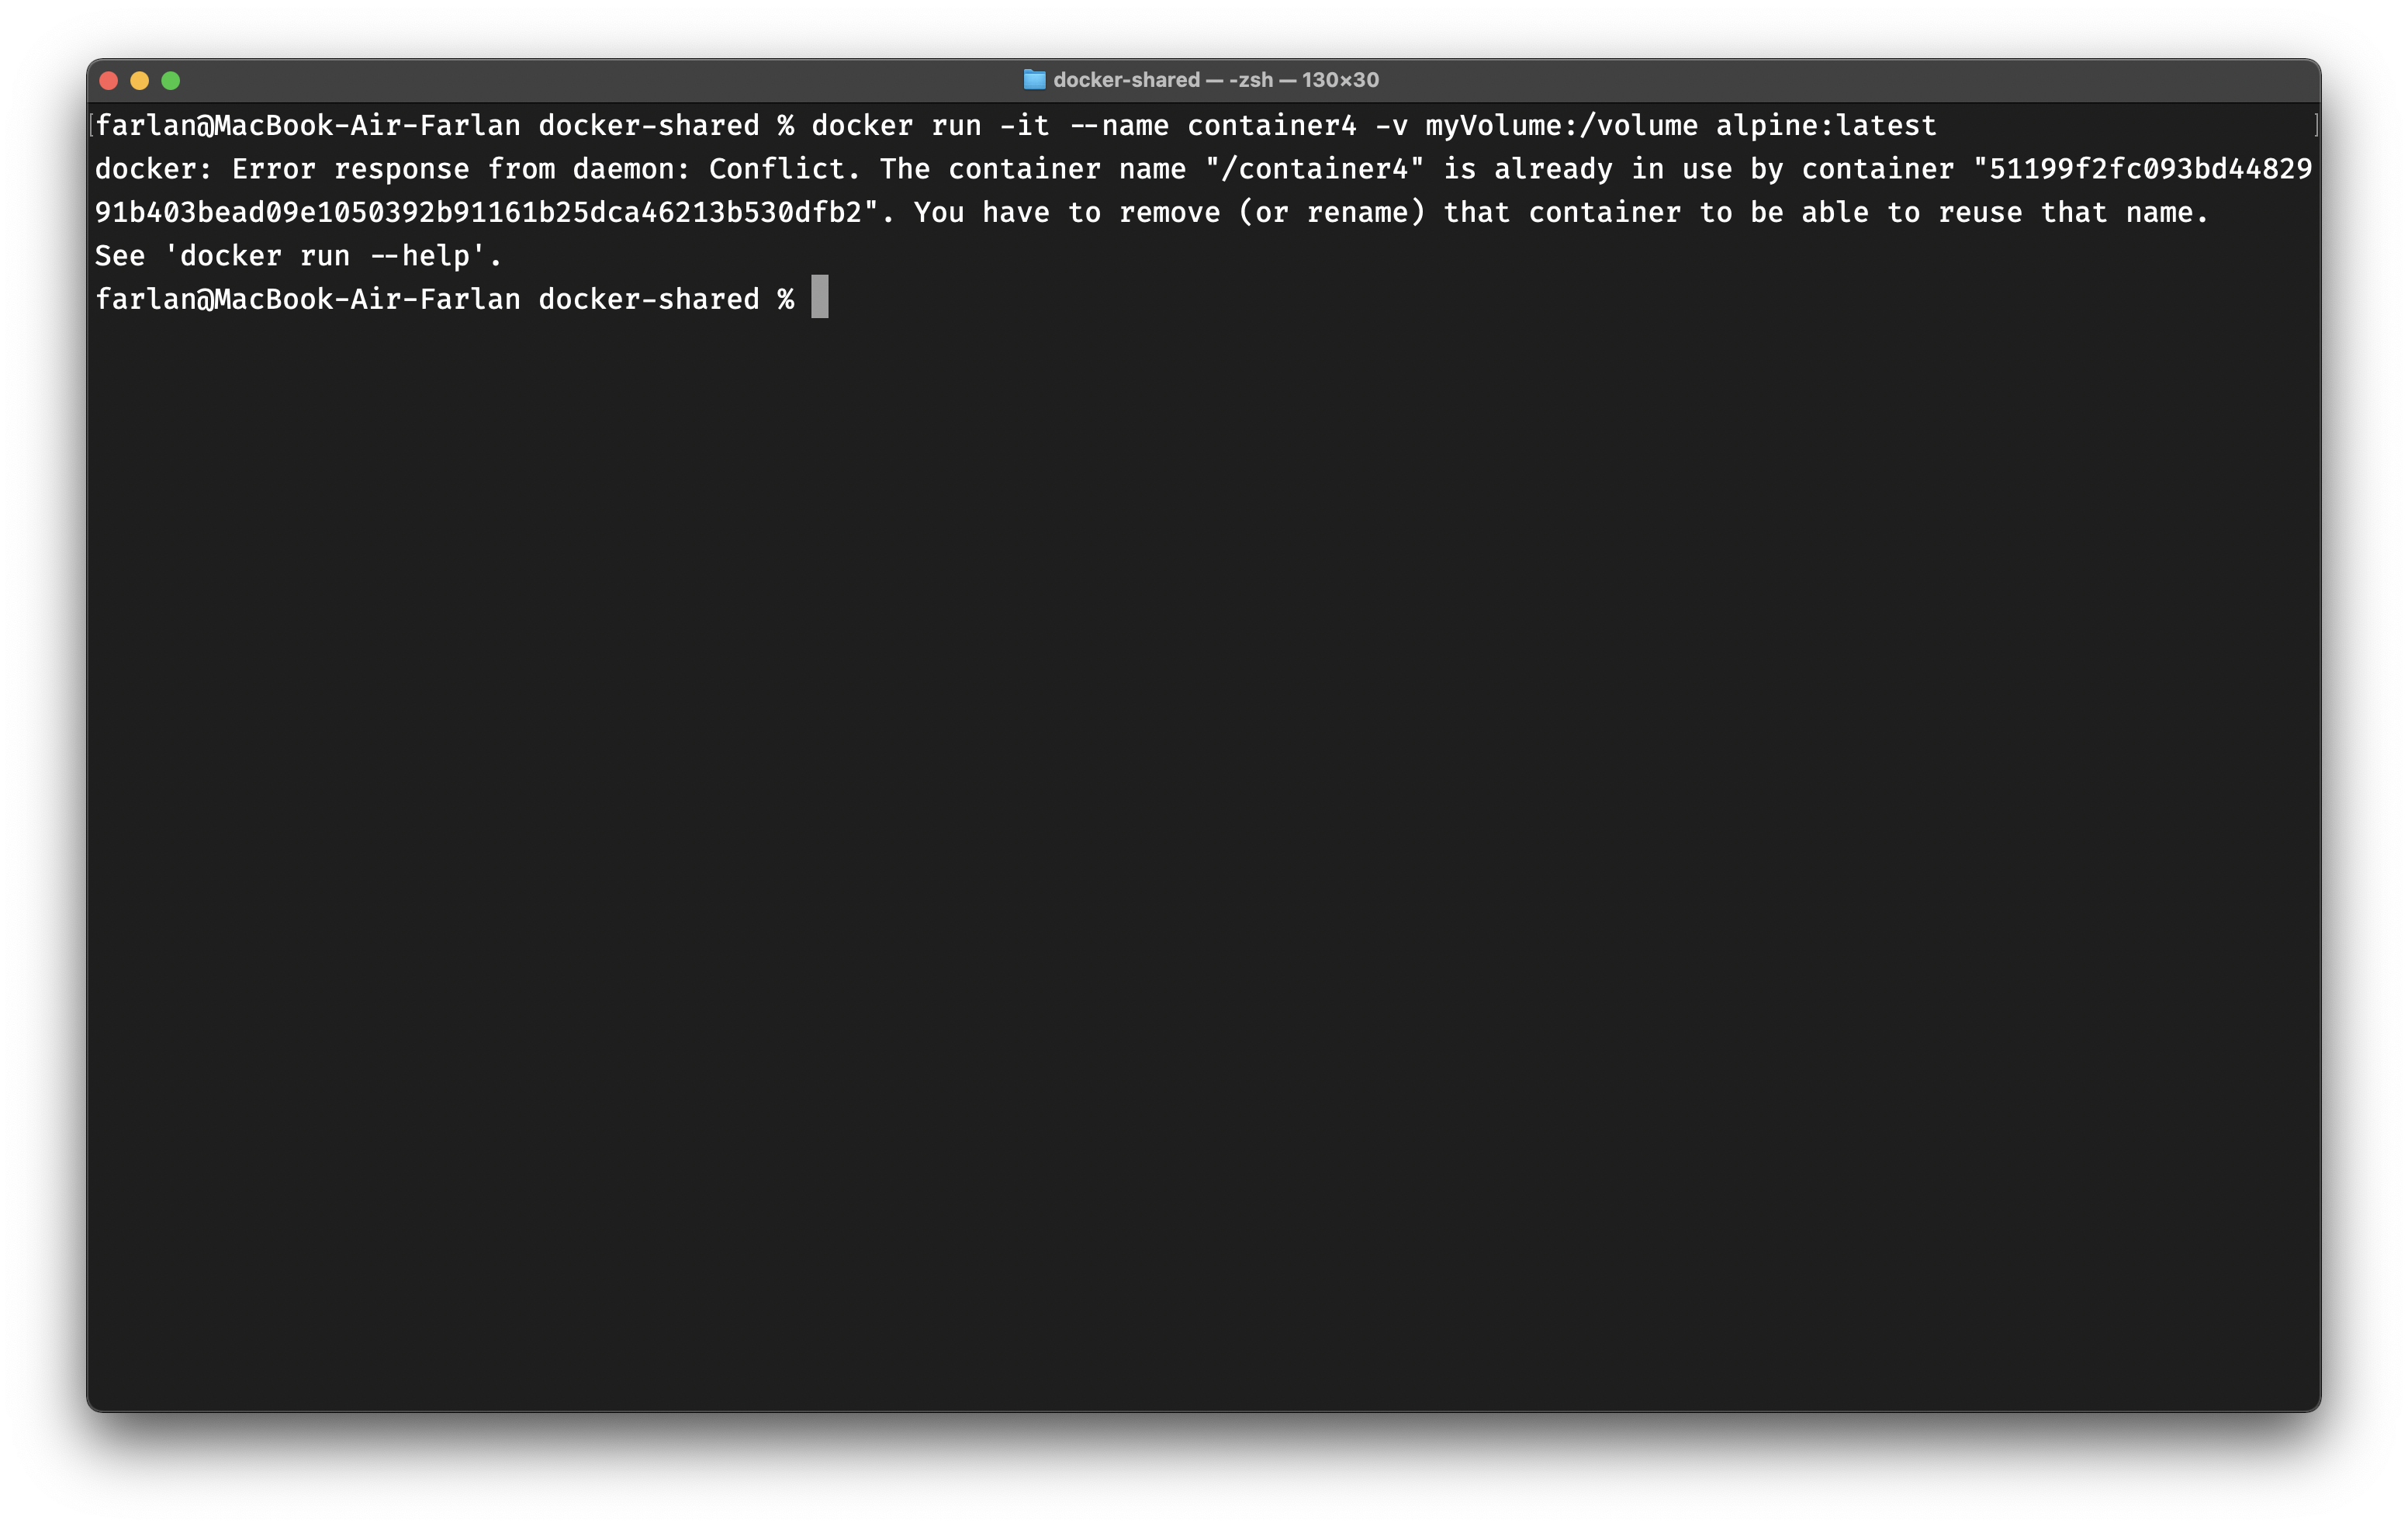 docker-shared — -zsh — 130×30
farlan@MacBook-Air-Farlan docker-shared % docker run -it --name container4 -v myVolume:/volume alpine:latest
docker: Error response from daemon: Conflict. The container name "/container4" is already in use by container "51199f2fc093bd44829
91b403bead09e1050392b91161b25dca46213b530dfb2". You have to remove (or rename) that container to be able to reuse that name.
See 'docker run --help'.
farlan@MacBook-Air-Farlan docker-shared %